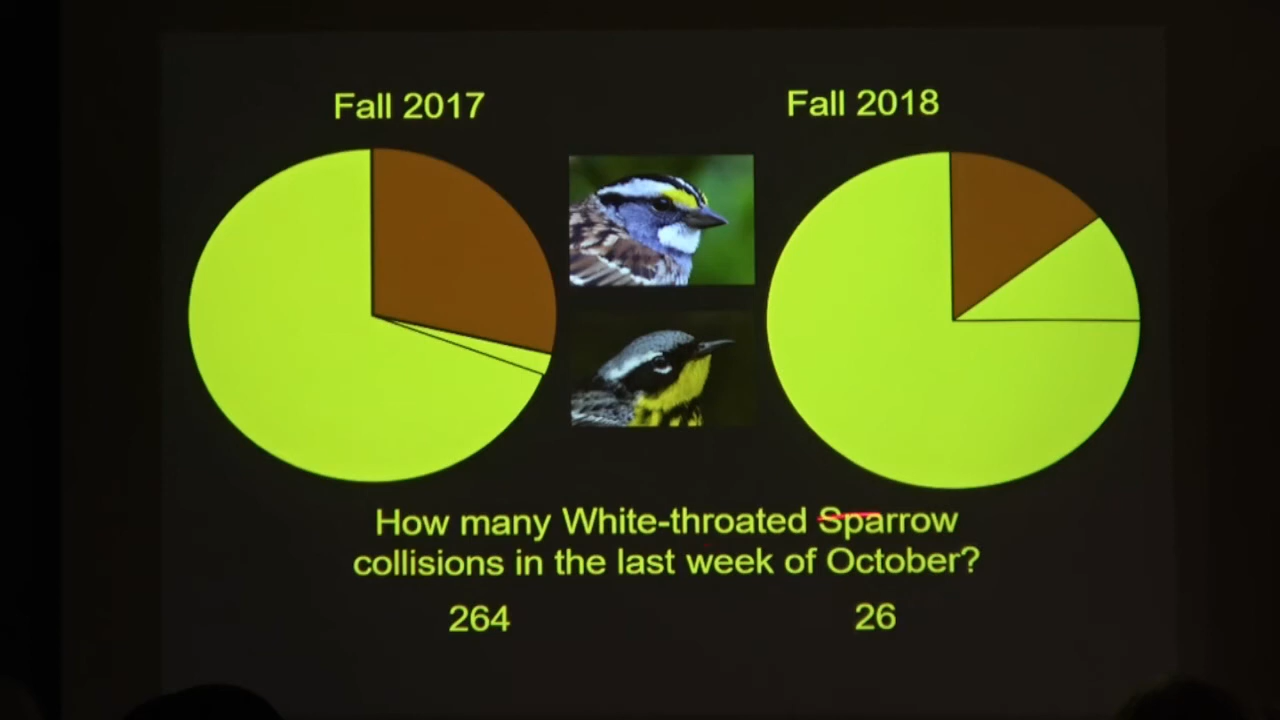 Fall 2017
Fall 2018
How many White-throated Sparrow
collisions in the last week of October?
264
26